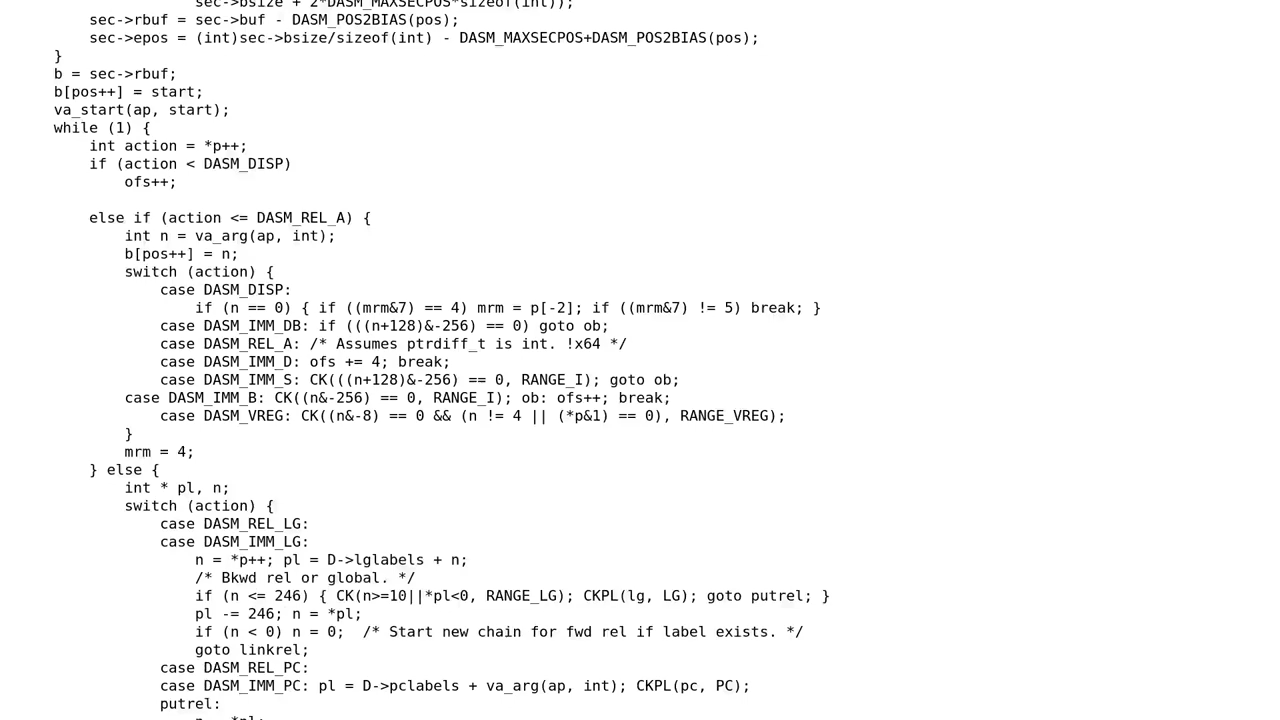 sec->bsize + 2*DASM_MAXSECPOS*sizeof(int));
sec->rbuf = sec->buf - DASM_POS2BIAS(pos);
sec->epos = (int)sec->bsize/sizeof(int) - DASM_MAXSECPOS+DASM_POS2BIAS(pos);
}
b = sec->rbuf;
b[pos++] = start;
va_start(ap, start);
while (1) {
int action = *p++;
if (action < DASM_DISP)
ofs++;
else if (action <= DASM_REL_A) {
int n = va_arg(ap, int);
b[pos++] = n;
switch (action) {
case DASM_DISP:
if (n == 0) { if ((mrm&7) == 4) mrm = p[-2]; if ((mrm&7) != 5) break; }
case DASM_IMM_DB: if (((n+128)&-256) == 0) goto ob;
case DASM_REL_A: /* Assumes ptrdiff_t is int. !x64 */
case DASM_IMM_D: ofs += 4; break;
case DASM_IMM_S: CK(((n+128)&-256) == 0, RANGE_I); goto ob;
case DASM_IMM_B: CK((n&-256) == 0, RANGE_I); ob: ofs++; break;
case DASM_VREG: CK((n&-8) == 0 && (n != 4 || (*p&1) == 0), RANGE_VREG);
}
mrm = 4;
} else {
int * pl, n;
switch (action) {
case DASM_REL_LG:
case DASM_IMM_LG:
n = *p++; pl = D->lglabels + n;
/* Bkwd rel or global. */
if (n <= 246) { CK(n>=10||*pl<0, RANGE_LG); CKPL(lg, LG); goto putrel; }
pl -= 246; n = *pl;
if (n < 0) n = 0;  /* Start new chain for fwd rel if label exists. */
goto linkrel;
case DASM_REL_PC:
case DASM_IMM_PC: pl = D->pclabels + va_arg(ap, int); CKPL(pc, PC);
putrel:
n = *pl;